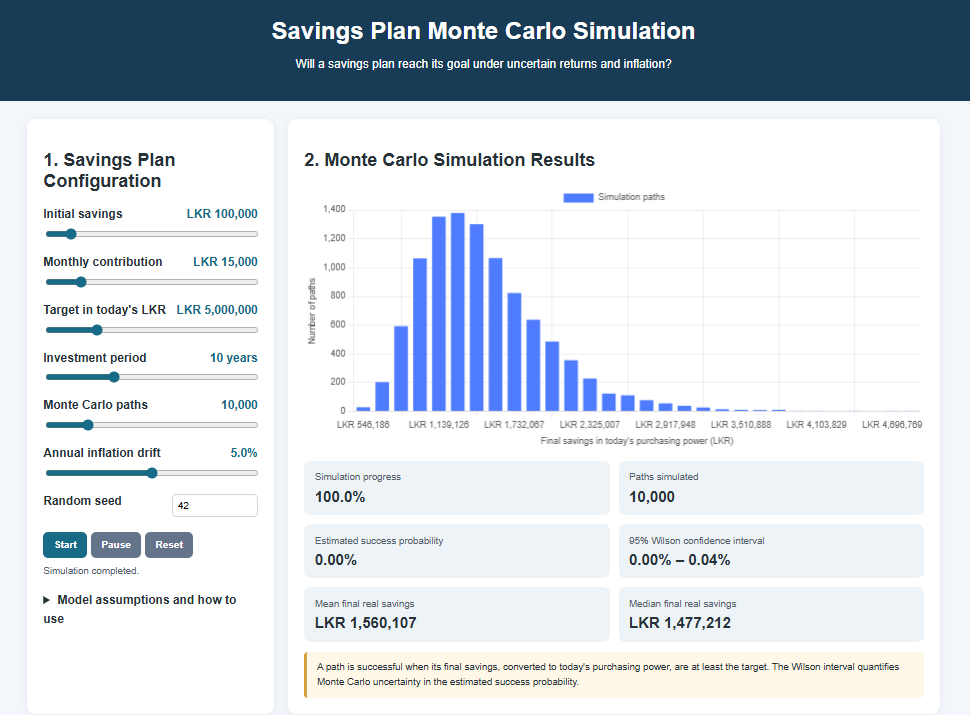 Savings Plan Monte Carlo Simulation
Will a savings plan reach its goal under uncertain returns and inflation?
1. Savings Plan
Configuration
Initial savings LKR 100,000
Monthly contribution LKR 15,000
Target in today's LKR LKR 5,000,000
Investment period 10 years
Monte Carlo paths 10,000
Annual inflation drift 5.0%
Random seed 42
Start Pause Reset
Simulation completed.
▶ Model assumptions and how to
use
2. Monte Carlo Simulation Results
Simulation paths
1,400
1,200
1,000
800
600
400
200
0
Number of paths
LKR 546,186 LKR 1,139,126 LKR 1,732,067 LKR 2,325,007 LKR 2,917,948 LKR 3,510,888 LKR 4,103,829 LKR 4,696,769
Final savings in today's purchasing power (LKR)
Simulation progress
100.0%
Paths simulated
10,000
Estimated success probability
0.00%
95% Wilson confidence interval
0.00% – 0.04%
Mean final real savings
LKR 1,560,107
Median final real savings
LKR 1,477,212
A path is successful when its final savings, converted to today's purchasing power, are at least the target. The Wilson interval quantifies
Monte Carlo uncertainty in the estimated success probability.